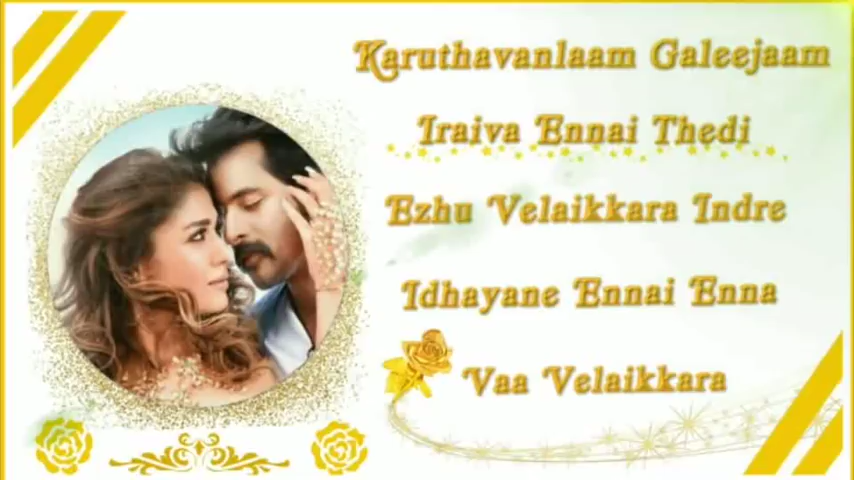 Karuthavanlaam Galeejaam
Iraiva Ennai Thedi
Ezhu Velaikkara Indre
Idhayane Ennai Enna
Vaa Velaikkara